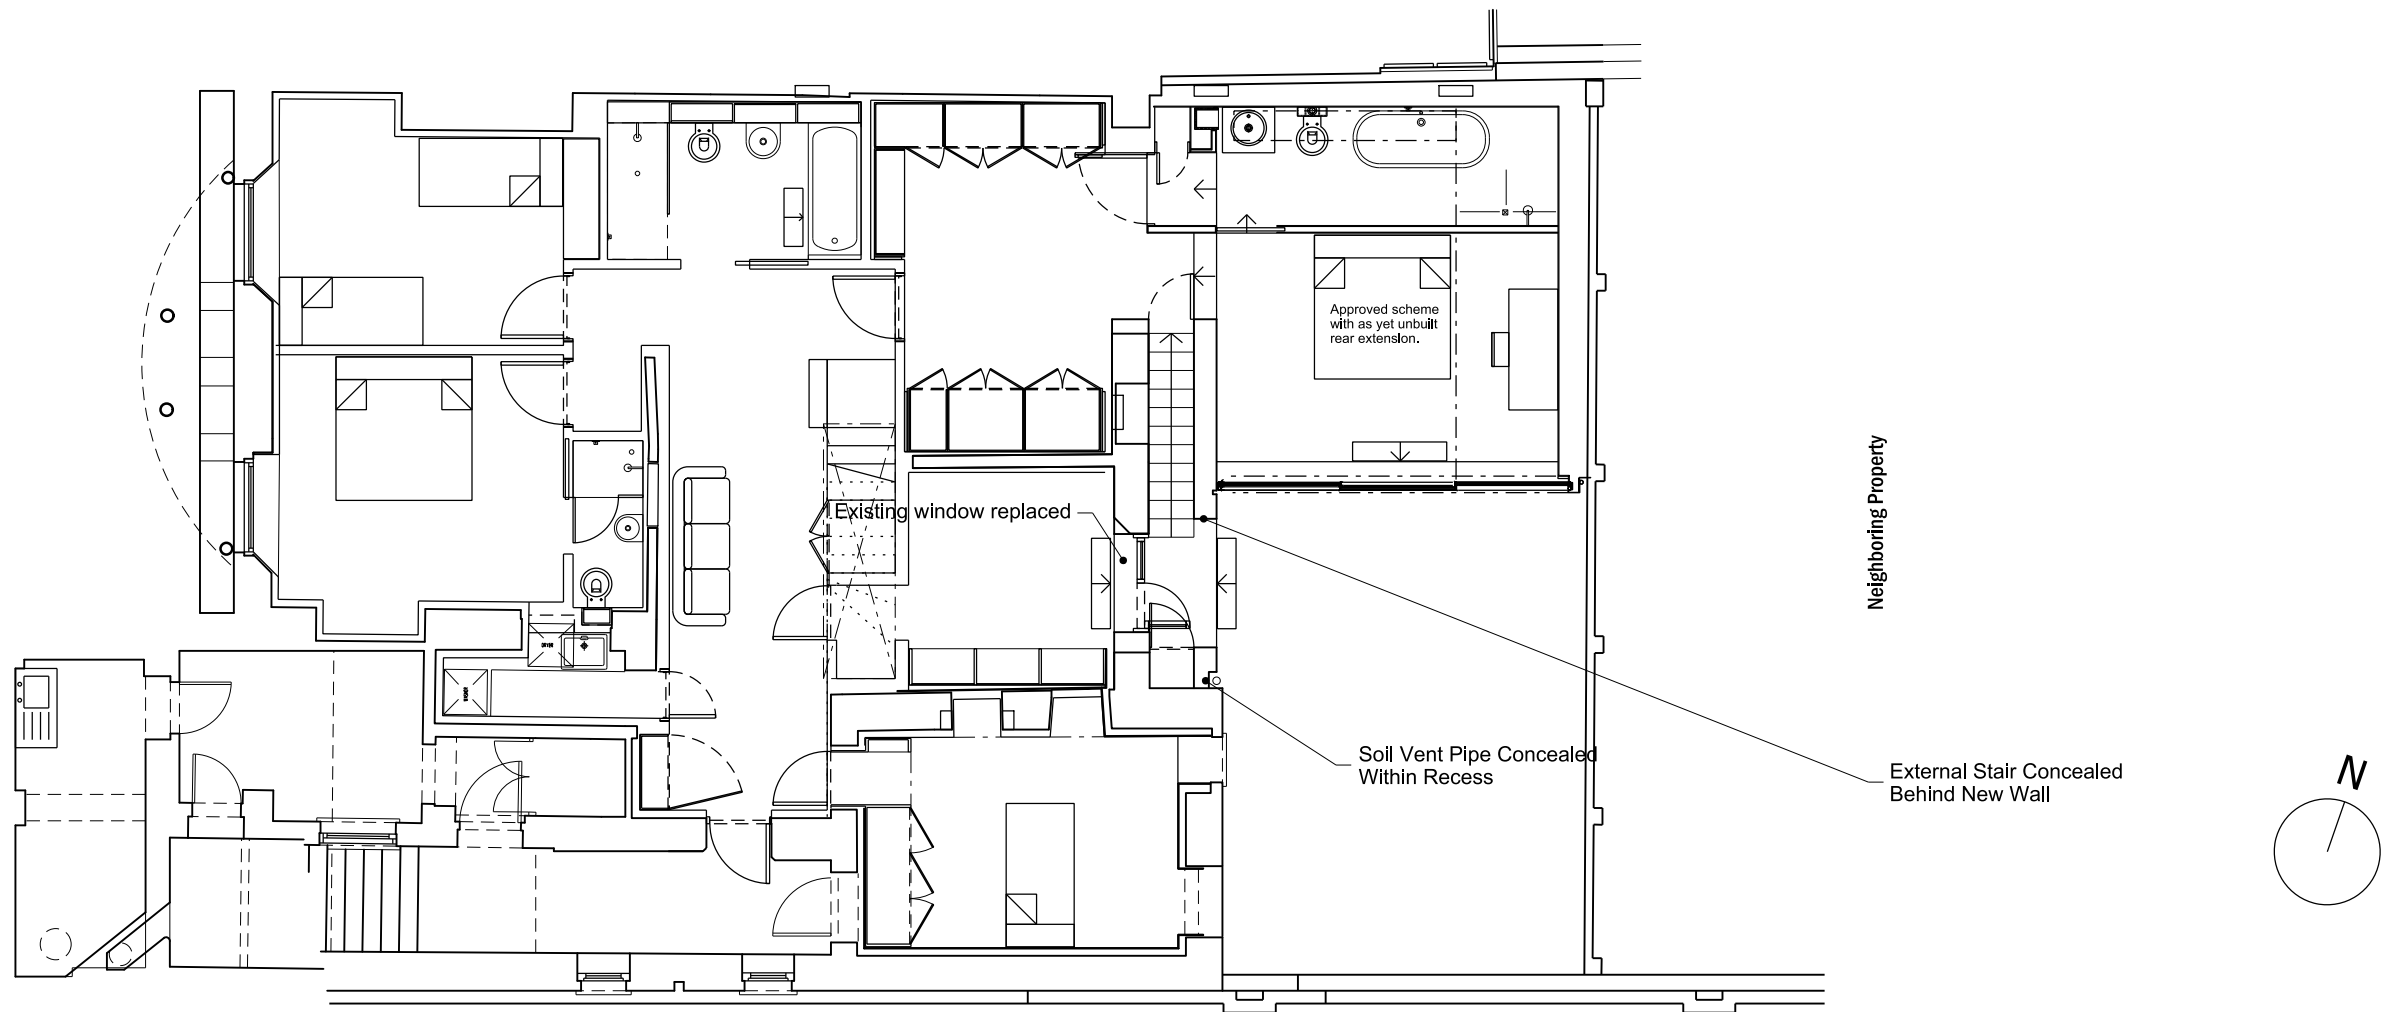 Approved scheme
with as yet unbuilt
rear extension.
Existing window replaced
Neighboring Property
Soil Vent Pipe Concealed
Within Recess
External Stair Concealed
Behind New Wall
N